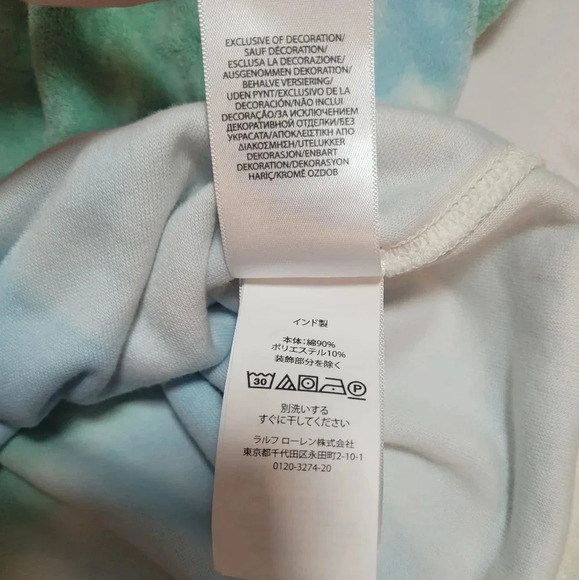 EXCLUSIVE OF DECORATION/
SAUF DÉCORATION/
ESCLUSA LA DECORAZIONE/
AUSGENOMMEN DEKORATION/
BEHALVE VERSIERING/
UDEN PYNT/EXCLUSIVO DE LA
DECORACIÓN/NÃO INCLUI
DECORAÇÃO/ЗА ИСКЛЮЧЕНИЕМ
ДЕКОРАТИВНОЙ ОТДЕЛКИ/БЕЗ
УКРАСАТА/ΑΠΟΚΛΕΙΣΤΙΚΗ ΑΠΟ
ΔΙΑΚΟΣΜΗΣΗ/UTELUKKER
DEKORASJON/ENBART
DEKORATION/DEKORASYON
HARİÇ/KROMĚ OZDOB
インド製
本体:綿90%
ポリエステル10%
装飾部分を除く
30 P
別洗いする
すぐに干してください
ラルフ ローレン株式会社
東京都千代田区永田町2-10-1
0120-3274-20